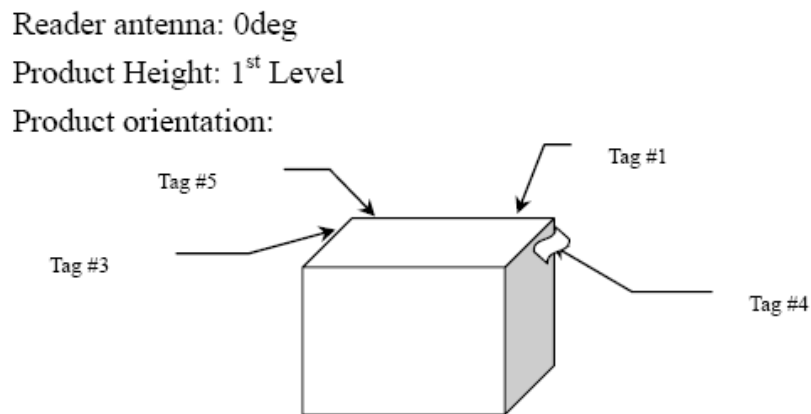 Reader antenna: 0deg
Product Height: 1st Level
Product orientation:
Tag #1
Tag #5
Tag #3
Tag #4